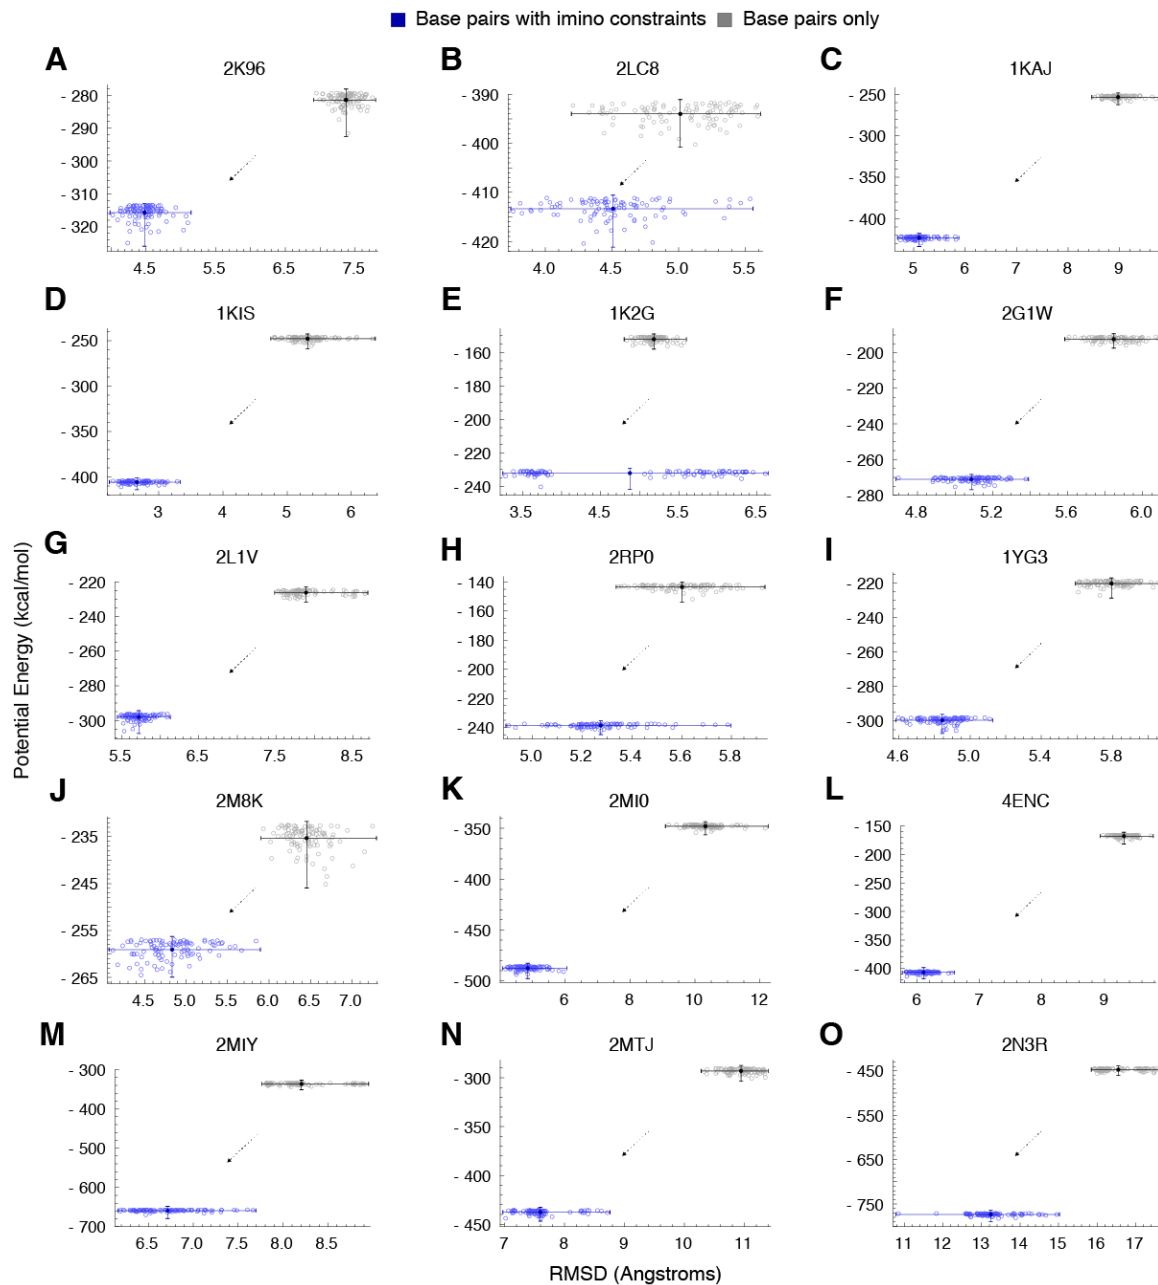 Base pairs with imino constraints Base pairs only
A 2K96
- 280
- 290
- 300
- 310
- 320
4.5 5.5 6.5 7.5
B 2LC8
- 390
- 400
- 410
- 420
4.0 4.5 5.0 5.5
C 1KAJ
- 250
- 300
- 350
- 400
5 6 7 8 9
D 1KIS
- 250
- 300
- 350
- 400
3 4 5 6
E 1K2G
- 160
- 180
- 200
- 220
- 240
3.5 4.5 5.5 6.5
F 2G1W
- 200
- 220
- 240
- 260
- 280
4.8 5.2 5.6 6.0
G 2L1V
- 220
- 240
- 260
- 280
- 300
5.5 6.5 7.5 8.5
H 2RP0
- 140
- 160
- 180
- 200
- 220
- 240
5.0 5.2 5.4 5.6 5.8
I 1YG3
- 220
- 240
- 260
- 280
- 300
4.6 5.0 5.4 5.8
J 2M8K
- 235
- 245
- 255
- 265
4.5 5.0 5.5 6.0 6.5 7.0
K 2MI0
- 350
- 400
- 450
- 500
6 8 10 12
L 4ENC
- 150
- 200
- 250
- 300
- 350
- 400
6 7 8 9
M 2MIY
- 300
- 400
- 500
- 600
- 700
6.5 7.0 7.5 8.0 8.5
N 2MTJ
- 300
- 350
- 400
- 450
7 8 9 10 11
O 2N3R
- 450
- 550
- 650
- 750
11 12 13 14 15 16 17
Potential Energy (kcal/mol)
RMSD (Angstroms)